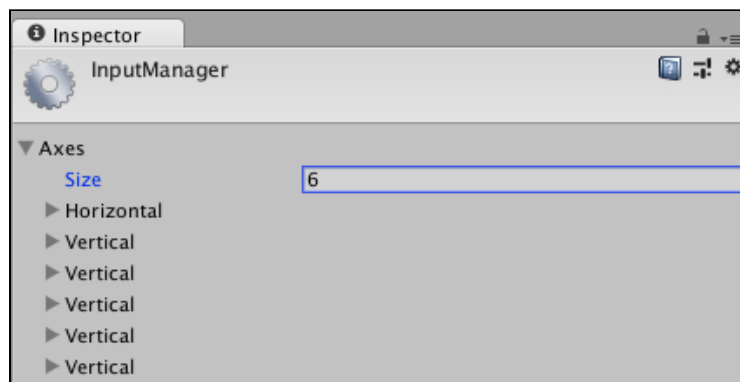 Inspector
InputManager
Axes
Size 6
Horizontal
Vertical
Vertical
Vertical
Vertical
Vertical